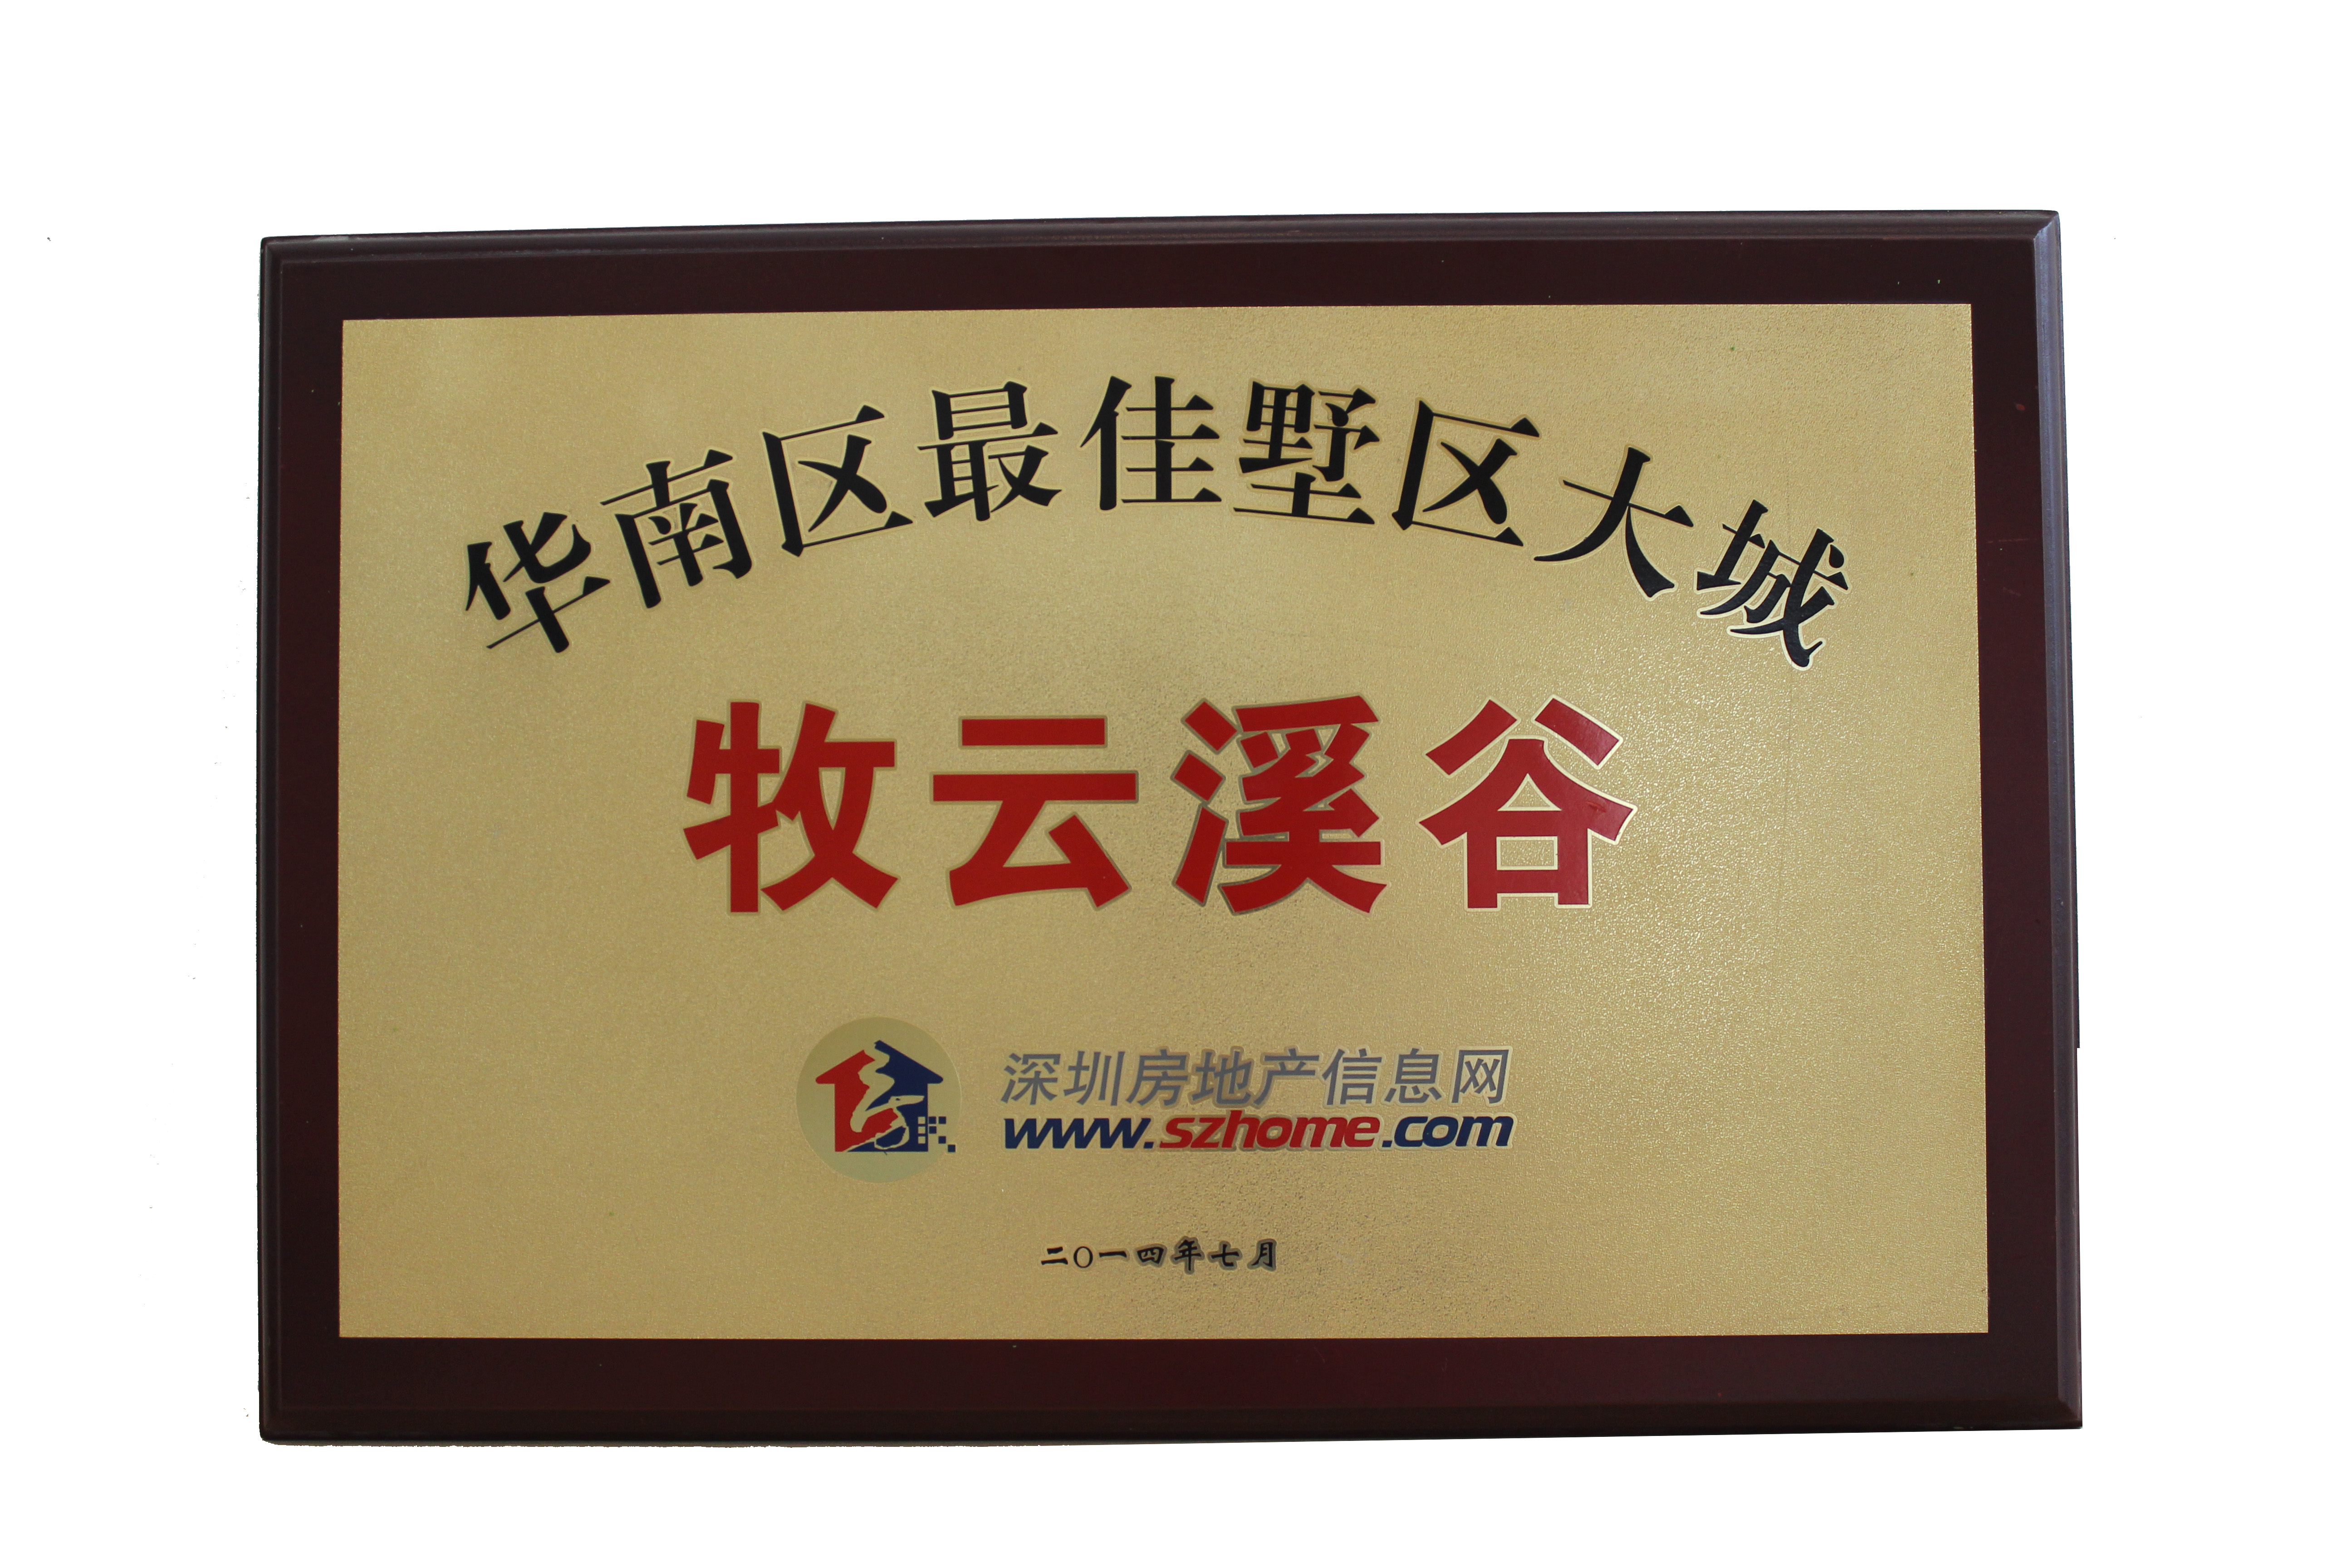 华南区最佳墅区大城
牧云溪谷
深圳房地产信息网
www.szhome.com
二〇一四年七月